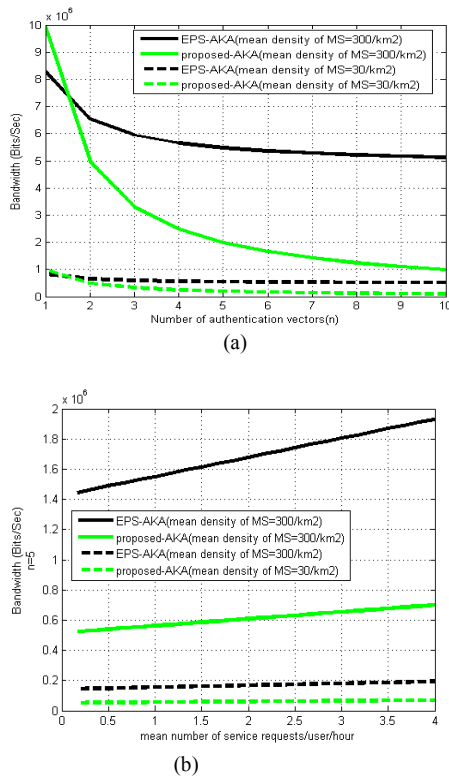 x 10^6
10
9
8
7
6
5
4
3
2
1
0
Bandwidth (Bits/Sec)
EPS-AKA(mean density of MS=300/km2)
proposed-AKA(mean density of MS=300/km2)
EPS-AKA(mean density of MS=30/km2)
proposed-AKA(mean density of MS=30/km2)
1 2 3 4 5 6 7 8 9 10
Number of authentication vectors(n)
(a)
x 10^6
2
1.8
1.6
1.4
1.2
1
0.8
0.6
0.4
0.2
0
Bandwidth (Bits/Sec)
n=5
EPS-AKA(mean density of MS=300/km2)
proposed-AKA(mean density of MS=300/km2)
EPS-AKA(mean density of MS=300/km2)
proposed-AKA(mean density of MS=30/km2)
0 0.5 1 1.5 2 2.5 3 3.5 4
mean number of service requests/user/hour
(b)